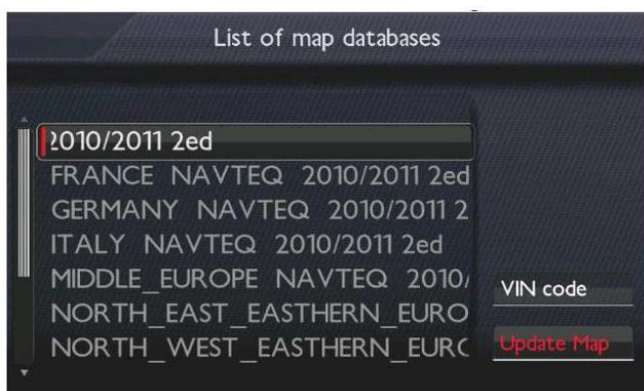 List of map databases
2010/2011 2ed
FRANCE NAVTEQ 2010/2011 2ed
GERMANY NAVTEQ 2010/2011 2
ITALY NAVTEQ 2010/2011 2ed
MIDDLE_EUROPE NAVTEQ 2010/
NORTH_EAST_EASTHERN_EURO
NORTH_WEST_EASTHERN_EURC
VIN code
Update Map